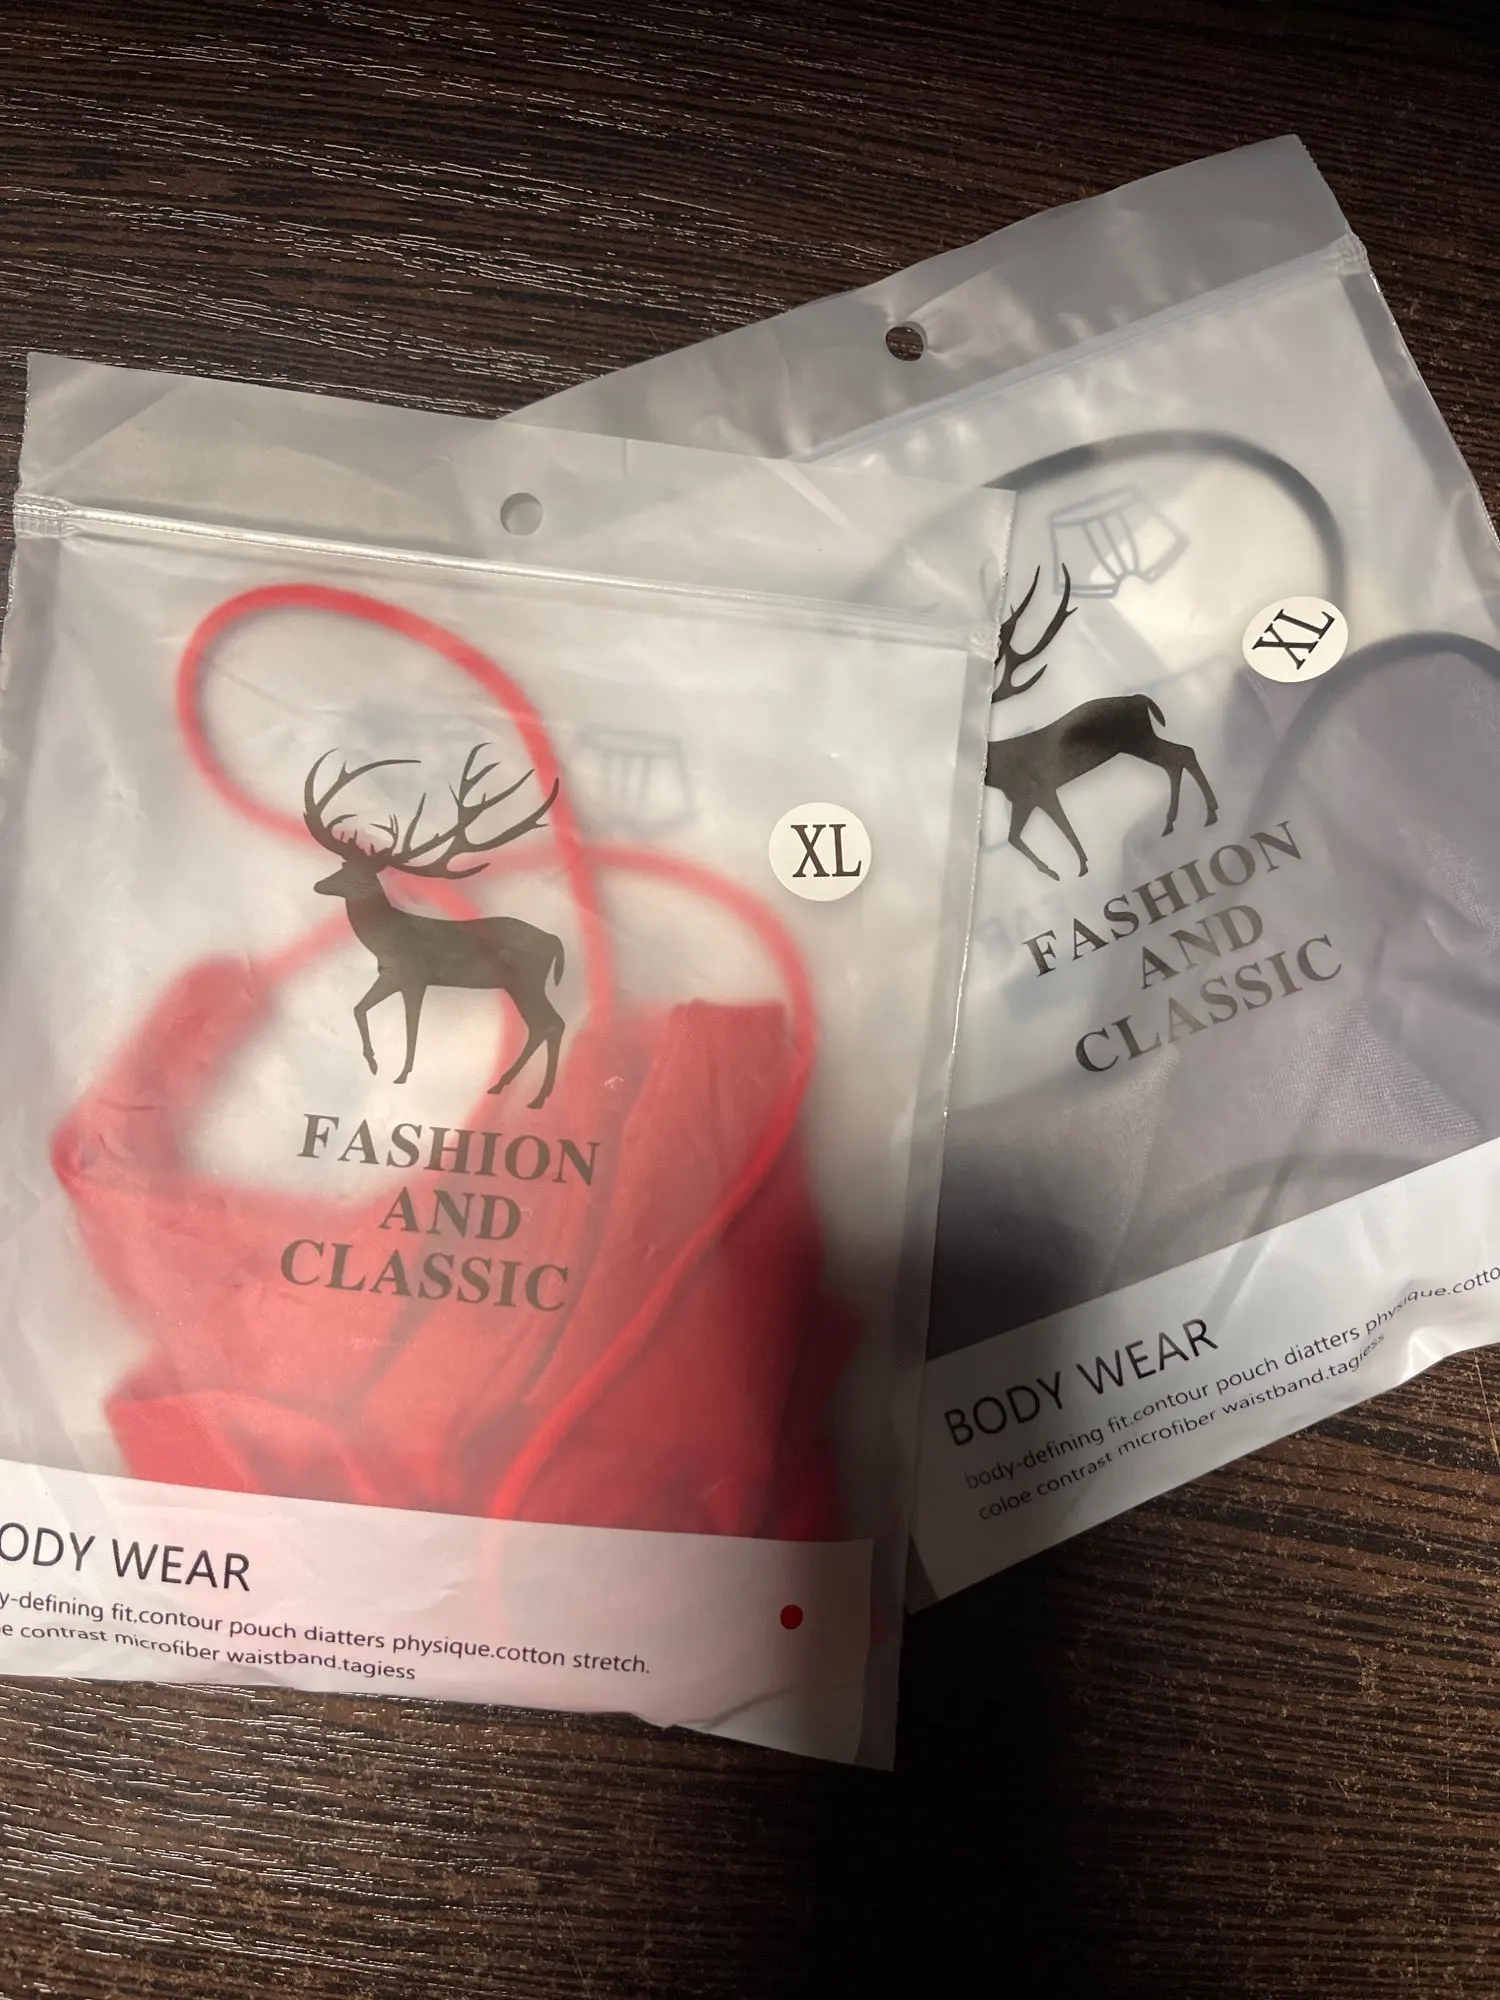 XL
FASHION
AND
CLASSIC
ODY WEAR
y-defining fit.contour pouch diatters physique.cotton stretch.
e contrast microfiber waistband.tagiess
XL
FASHION
AND
CLASSIC
BODY WEAR
body-defining fit.contour pouch diatters physique.cotto
coloe contrast microfiber waistband.tagiess